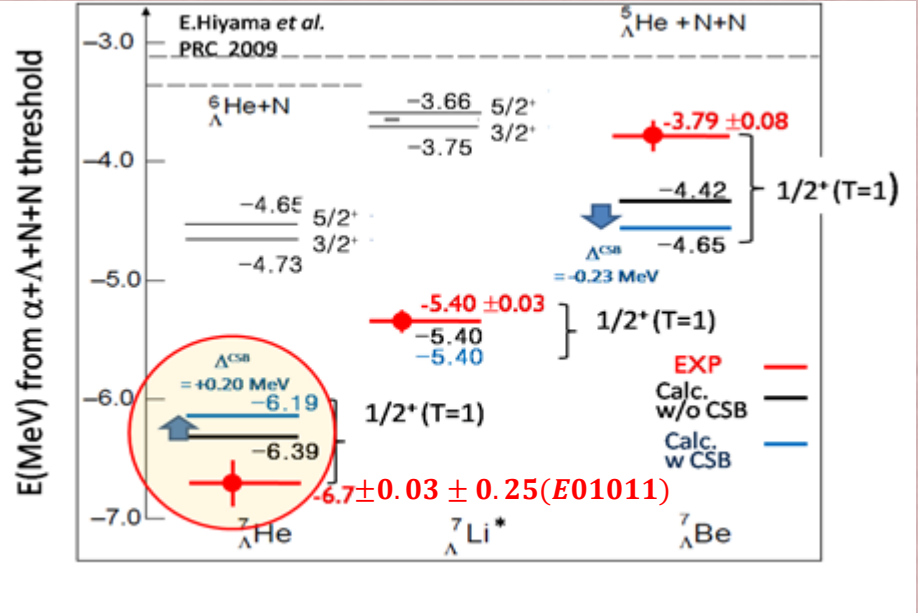 E(MeV) from α+Λ+N+N threshold
E.Hiyama et al.
PRC 2009
−3.0
−4.0
−5.0
−6.0
−7.0
⁵ΛHe +N+N
⁶ΛHe+N
−3.66 5/2⁺
3/2⁺
−3.75
-3.79 ±0.08
−4.42
−4.65
1/2⁺ (T=1)
Λᶜˢᴮ
= -0.23 MeV
−4.65 5/2⁺
3/2⁺
−4.73
-5.40 ±0.03
−5.40
−5.40
1/2⁺ (T=1)
Λᶜˢᴮ
= +0.20 MeV
−6.19
−6.39
1/2⁺ (T=1)
-6.7±0.03 ± 0.25(E01011)
EXP
Calc.
w/o CSB
Calc.
w CSB
⁷ΛHe
⁷ΛLi*
⁷ΛBe